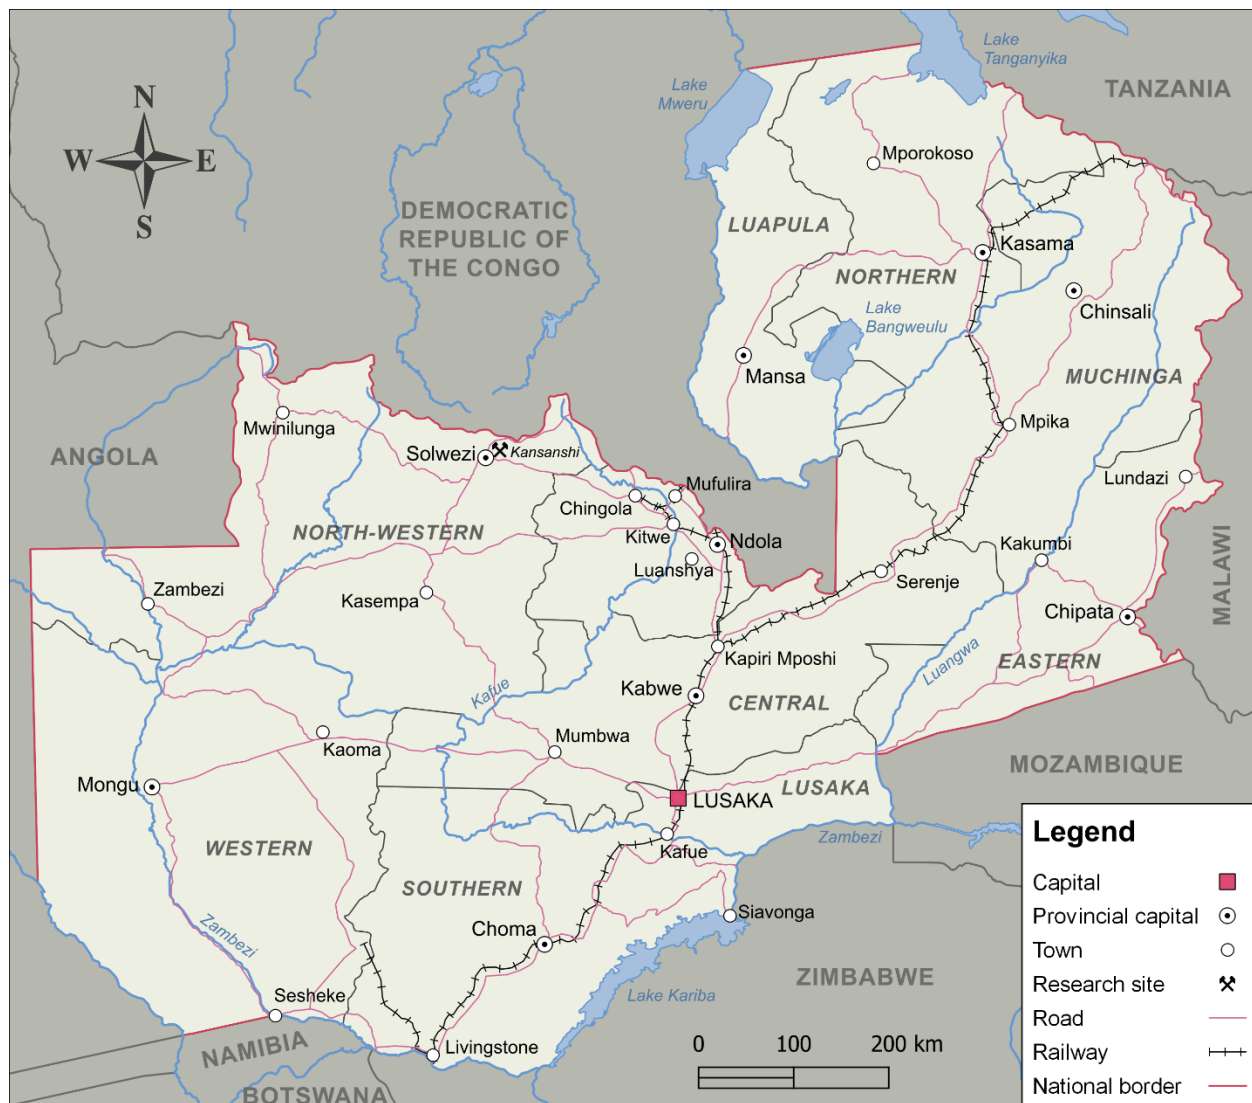 Lake
Tanganyika
TANZANIA
Lake
Mweru
N
W
E
S
Mporokoso
DEMOCRATIC
REPUBLIC OF
THE CONGO
LUAPULA
Kasama
NORTHERN
Chinsali
Lake
Bangweulu
Mansa
MUCHINGA
Mwinilunga
Mpika
ANGOLA
Solwezi
Kansanshi
Lundazi
Mufulira
Chingola
NORTH-WESTERN
Kitwe
Ndola
Kakumbi
Luanshya
Serenje
MALAWI
Zambezi
Kasempa
Chipata
Kapiri Mposhi
Luangwa
EASTERN
Kafue
Kabwe
CENTRAL
Kaoma
Mumbwa
MOZAMBIQUE
Mongu
LUSAKA
LUSAKA
Zambezi
WESTERN
Kafue
SOUTHERN
Siavonga
Choma
Zambezi
ZIMBABWE
Lake Kariba
Sesheke
NAMIBIA
Livingstone
BOTSWANA
0 100 200 km
Legend
Capital
Provincial capital
Town
Research site
Road
Railway
National border